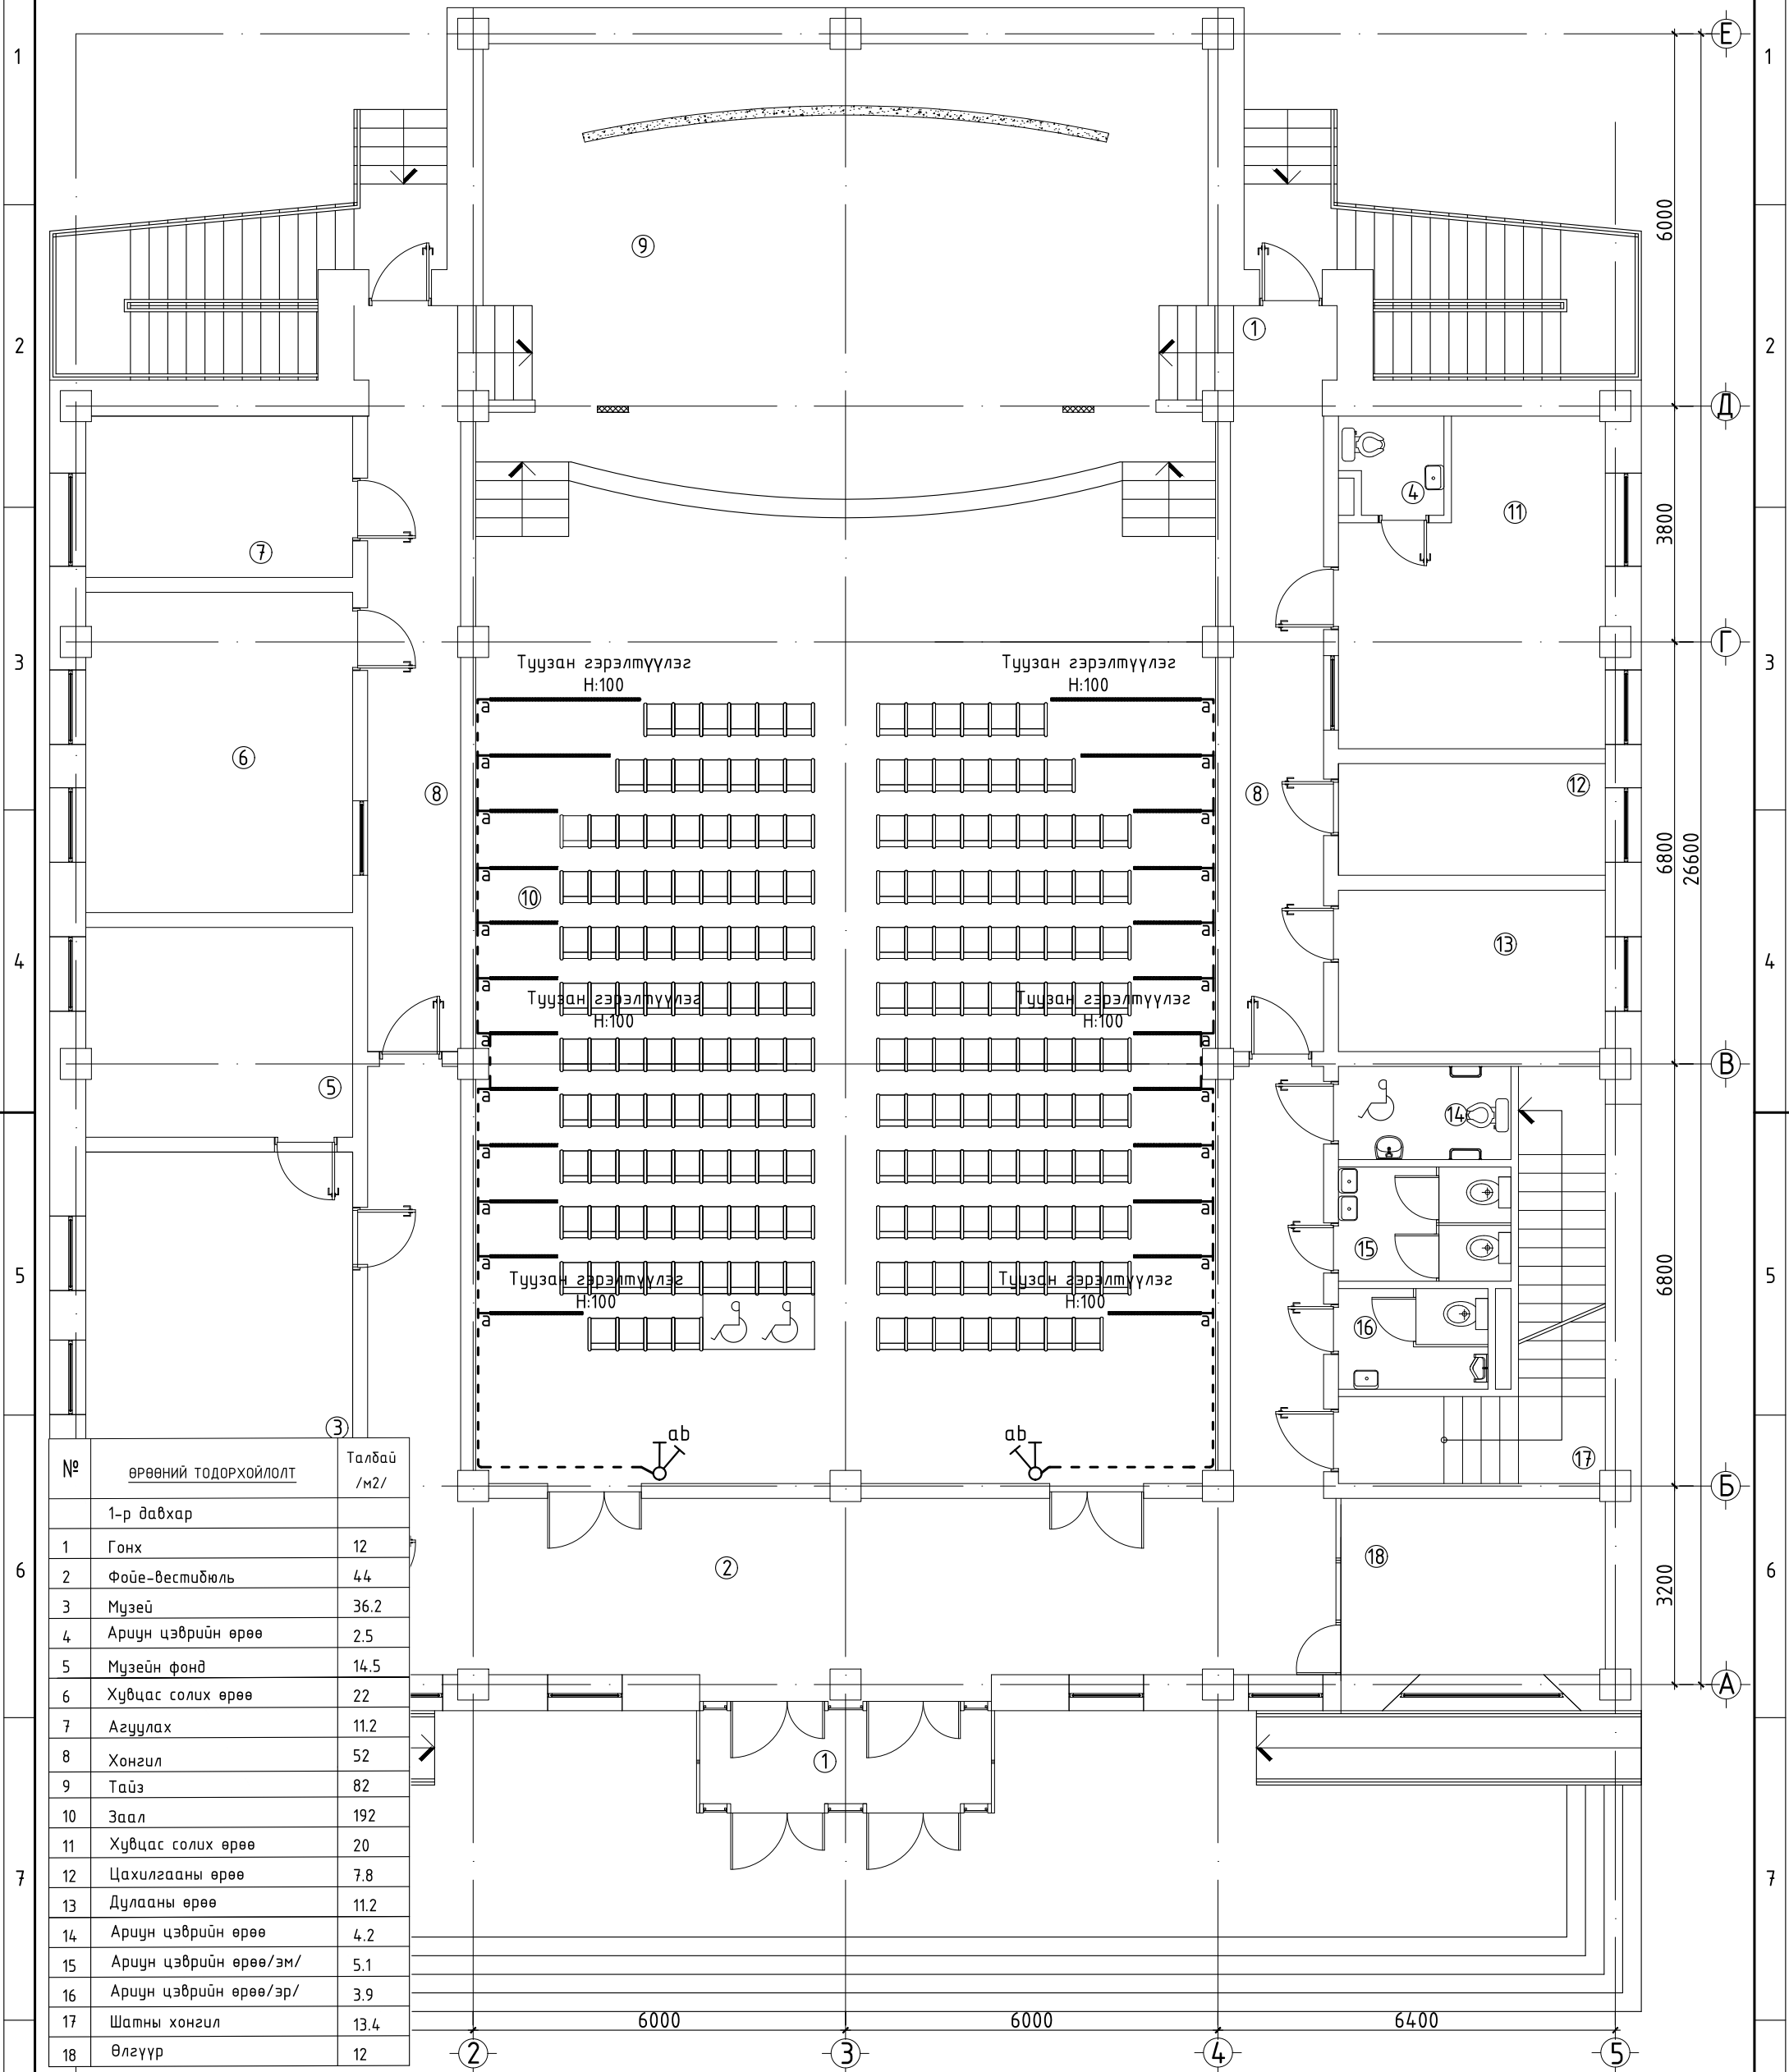 1
1
E
6000
9
1
2
2
Д
4
11
7
3800
Г
3
3
Туузан гэрэлтүүлэг
H:100
Туузан гэрэлтүүлэг
H:100
a
a
a
a
6
8
8
12
a
a
6800
26600
a
a
10
a
a
13
4
4
a
a
Туузан гэрэлтүүлэг
H:100
Туузан гэрэлтүүлэг
H:100
a
a
B
5
14
a
a
a
a
a
a
15
5
5
6800
a
a
Туузан гэрэлтүүлэг
H:100
Туузан гэрэлтүүлэг
H:100
a
a
16
3
ab
ab
17
Б
18
2
6
6
3200
A
1
7
7
№ ӨРӨӨНИЙ ТОДОРХОЙЛОЛТ Талбай /м2/
1-р давхар
1 Гонх 12
2 Фойе-вестибюль 44
3 Музей 36.2
4 Ариун цэврийн өрөө 2.5
5 Музейн фонд 14.5
6 Хувцас солих өрөө 22
7 Агуулах 11.2
8 Хонгил 52
9 Тайз 82
10 Заал 192
11 Хувцас солих өрөө 20
12 Цахилгааны өрөө 7.8
13 Дулааны өрөө 11.2
14 Ариун цэврийн өрөө 4.2
15 Ариун цэврийн өрөө/эм/ 5.1
16 Ариун цэврийн өрөө/эр/ 3.9
17 Шатны хонгил 13.4
18 Өлгүүр 12
6000
6000
6400
2
3
4
5